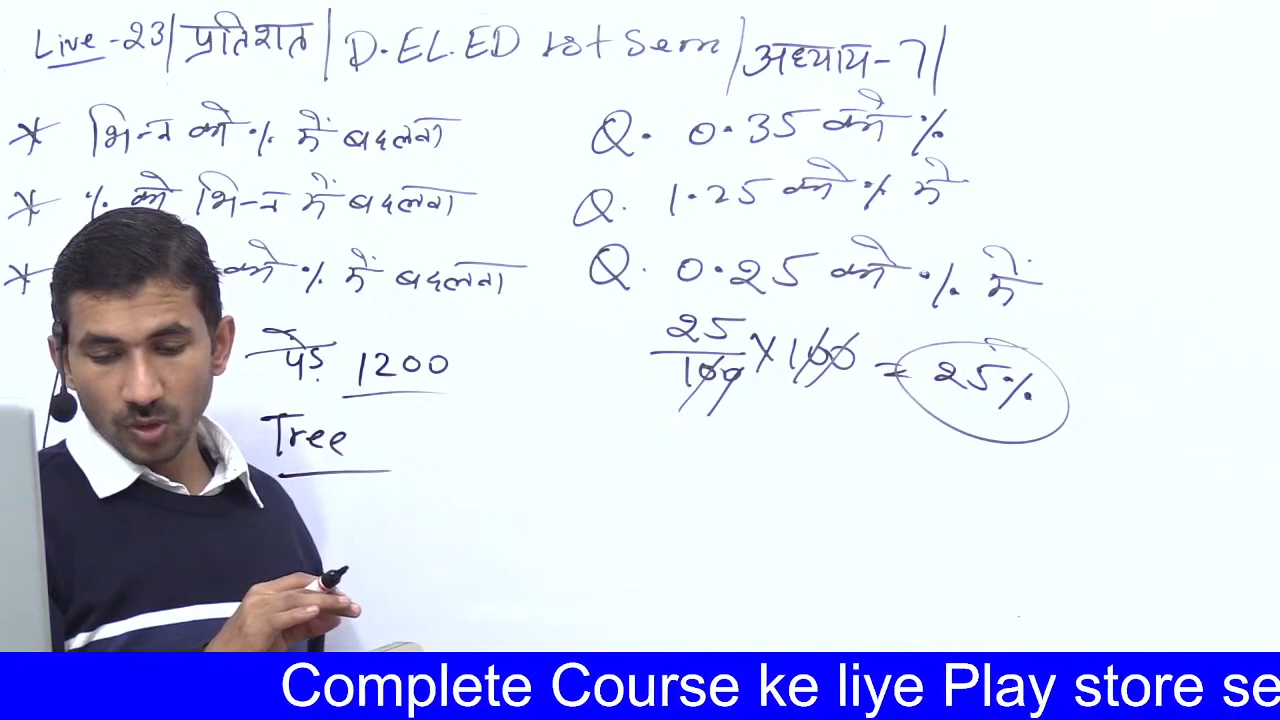 Live-23|प्रतिशत|D.EL.ED 1st Sem|अध्याय-7|
* भिन्न को % में बदलना
* % को भिन्न में बदलना
* को % में बदलना
पेड़ 1200
Tree
Q. 0.35 को %
Q. 1.25 को % में
Q. 0.25 को % में
25/100 × 100 = 25%
Complete Course ke liye Play store se